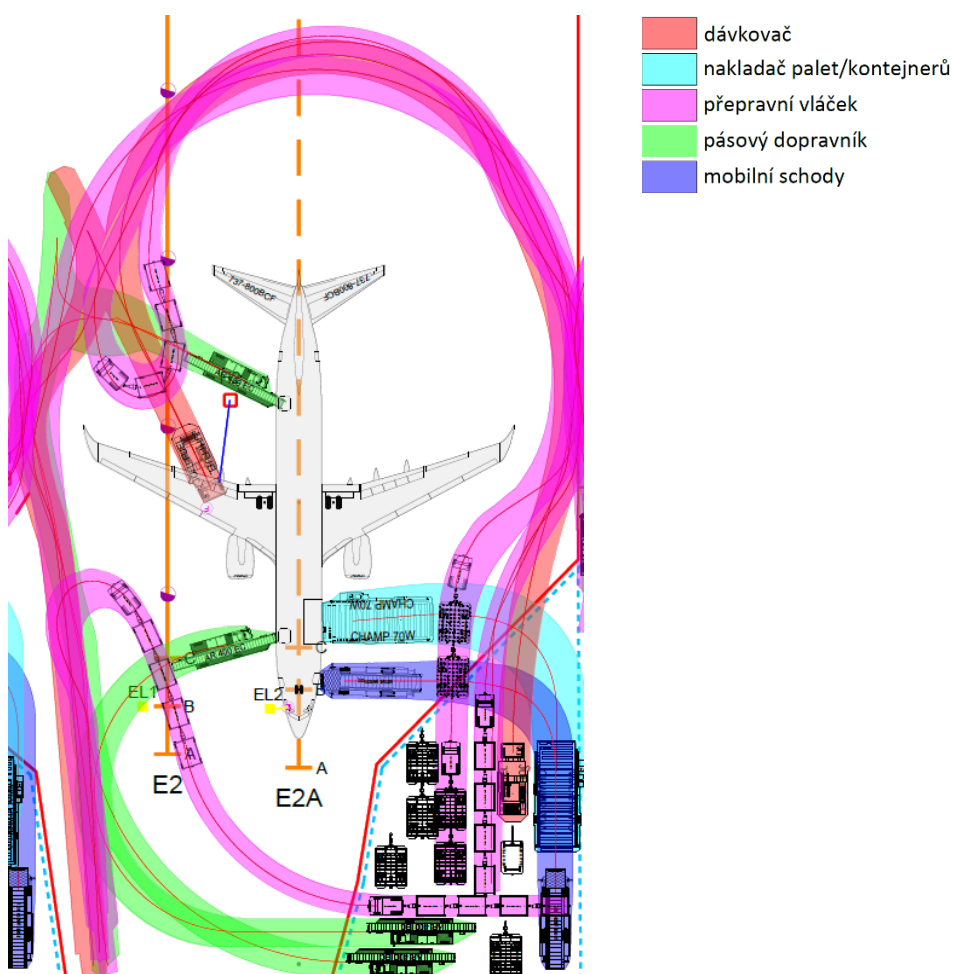 dávkovač
nakladač palet/kontejnerů
přepravní vláček
pásový dopravník
mobilní schody
737-800BCF
737-800BCF
CHAMP 70W
CHAMP 70W
C
C
EL1
B
EL2
B
A
E2
A
E2A